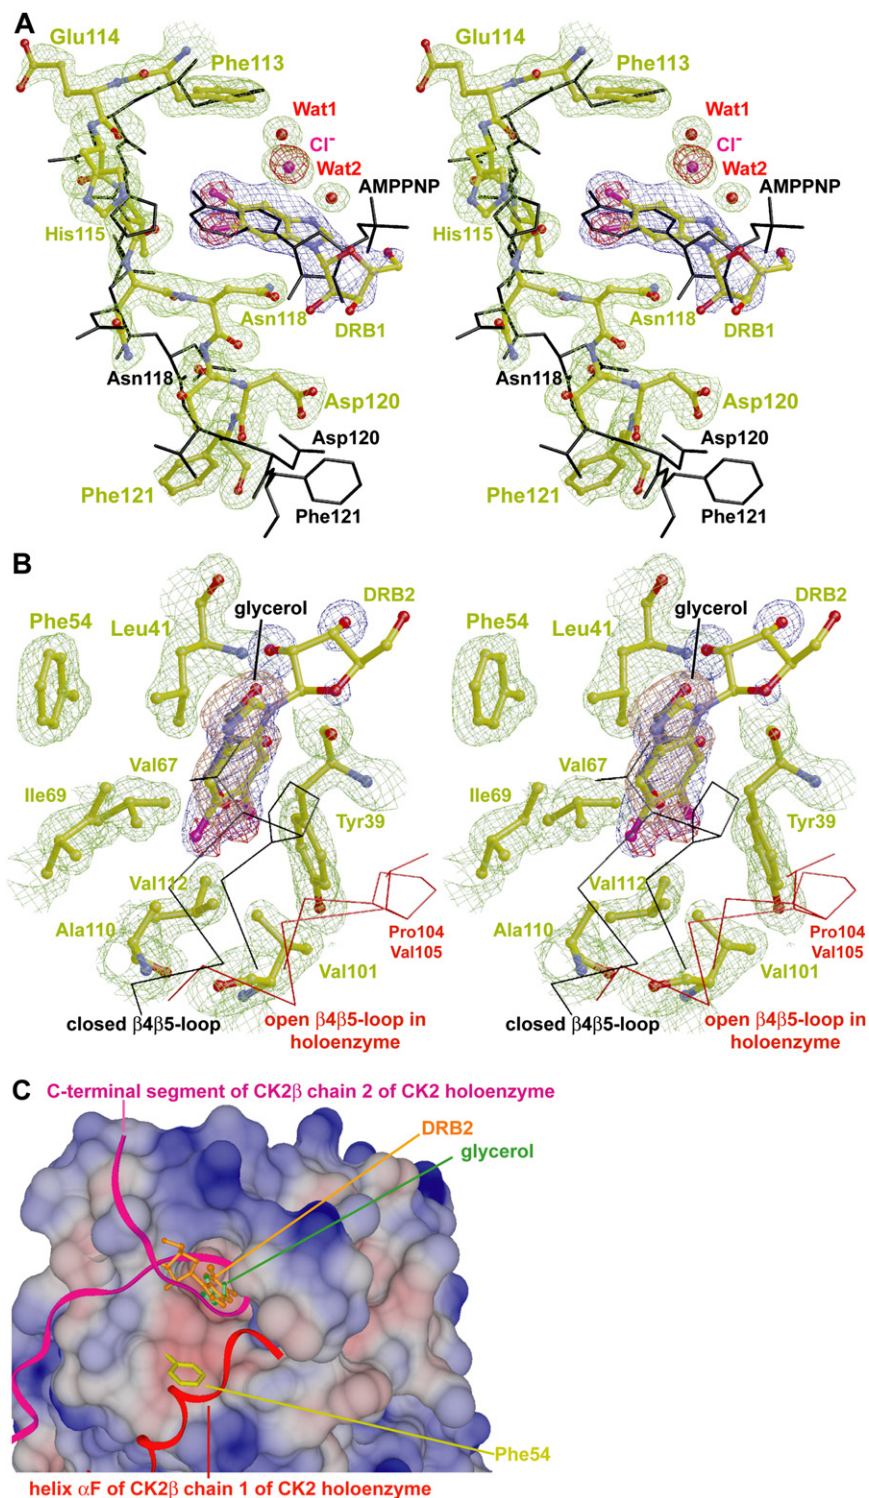 A
Glu114
Phe113
Wat1
Cl⁻
Wat2
AMPPNP
His115
Asn118
DRB1
Asn118
Asp120
Asp120
Phe121
Phe121
Glu114
Phe113
Wat1
Cl⁻
Wat2
AMPPNP
His115
Asn118
DRB1
Asn118
Asp120
Asp120
Phe121
Phe121
B
Phe54
Leu41
glycerol
DRB2
Val67
Ile69
Tyr39
Val112
Ala110
Pro104
Val105
Val101
closed β4β5-loop
open β4β5-loop in
holoenzyme
Phe54
Leu41
glycerol
DRB2
Val67
Ile69
Tyr39
Val112
Ala110
Pro104
Val105
Val101
closed β4β5-loop
open β4β5-loop in
holoenzyme
C
C-terminal segment of CK2β chain 2 of CK2 holoenzyme
DRB2
glycerol
Phe54
helix αF of CK2β chain 1 of CK2 holoenzyme